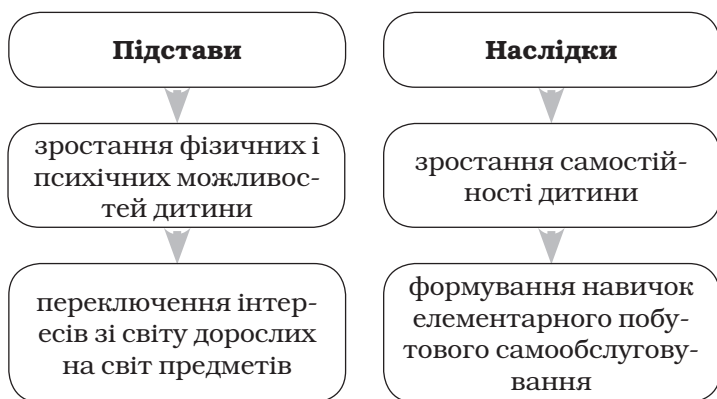 Підстави
зростання фізичних і
психічних можливос-
тей дитини
переключення інтер-
есів зі світу дорослих
на світ предметів
Наслідки
зростання самостій-
ності дитини
формування навичок
елементарного побу-
тового самообслугову-
вання